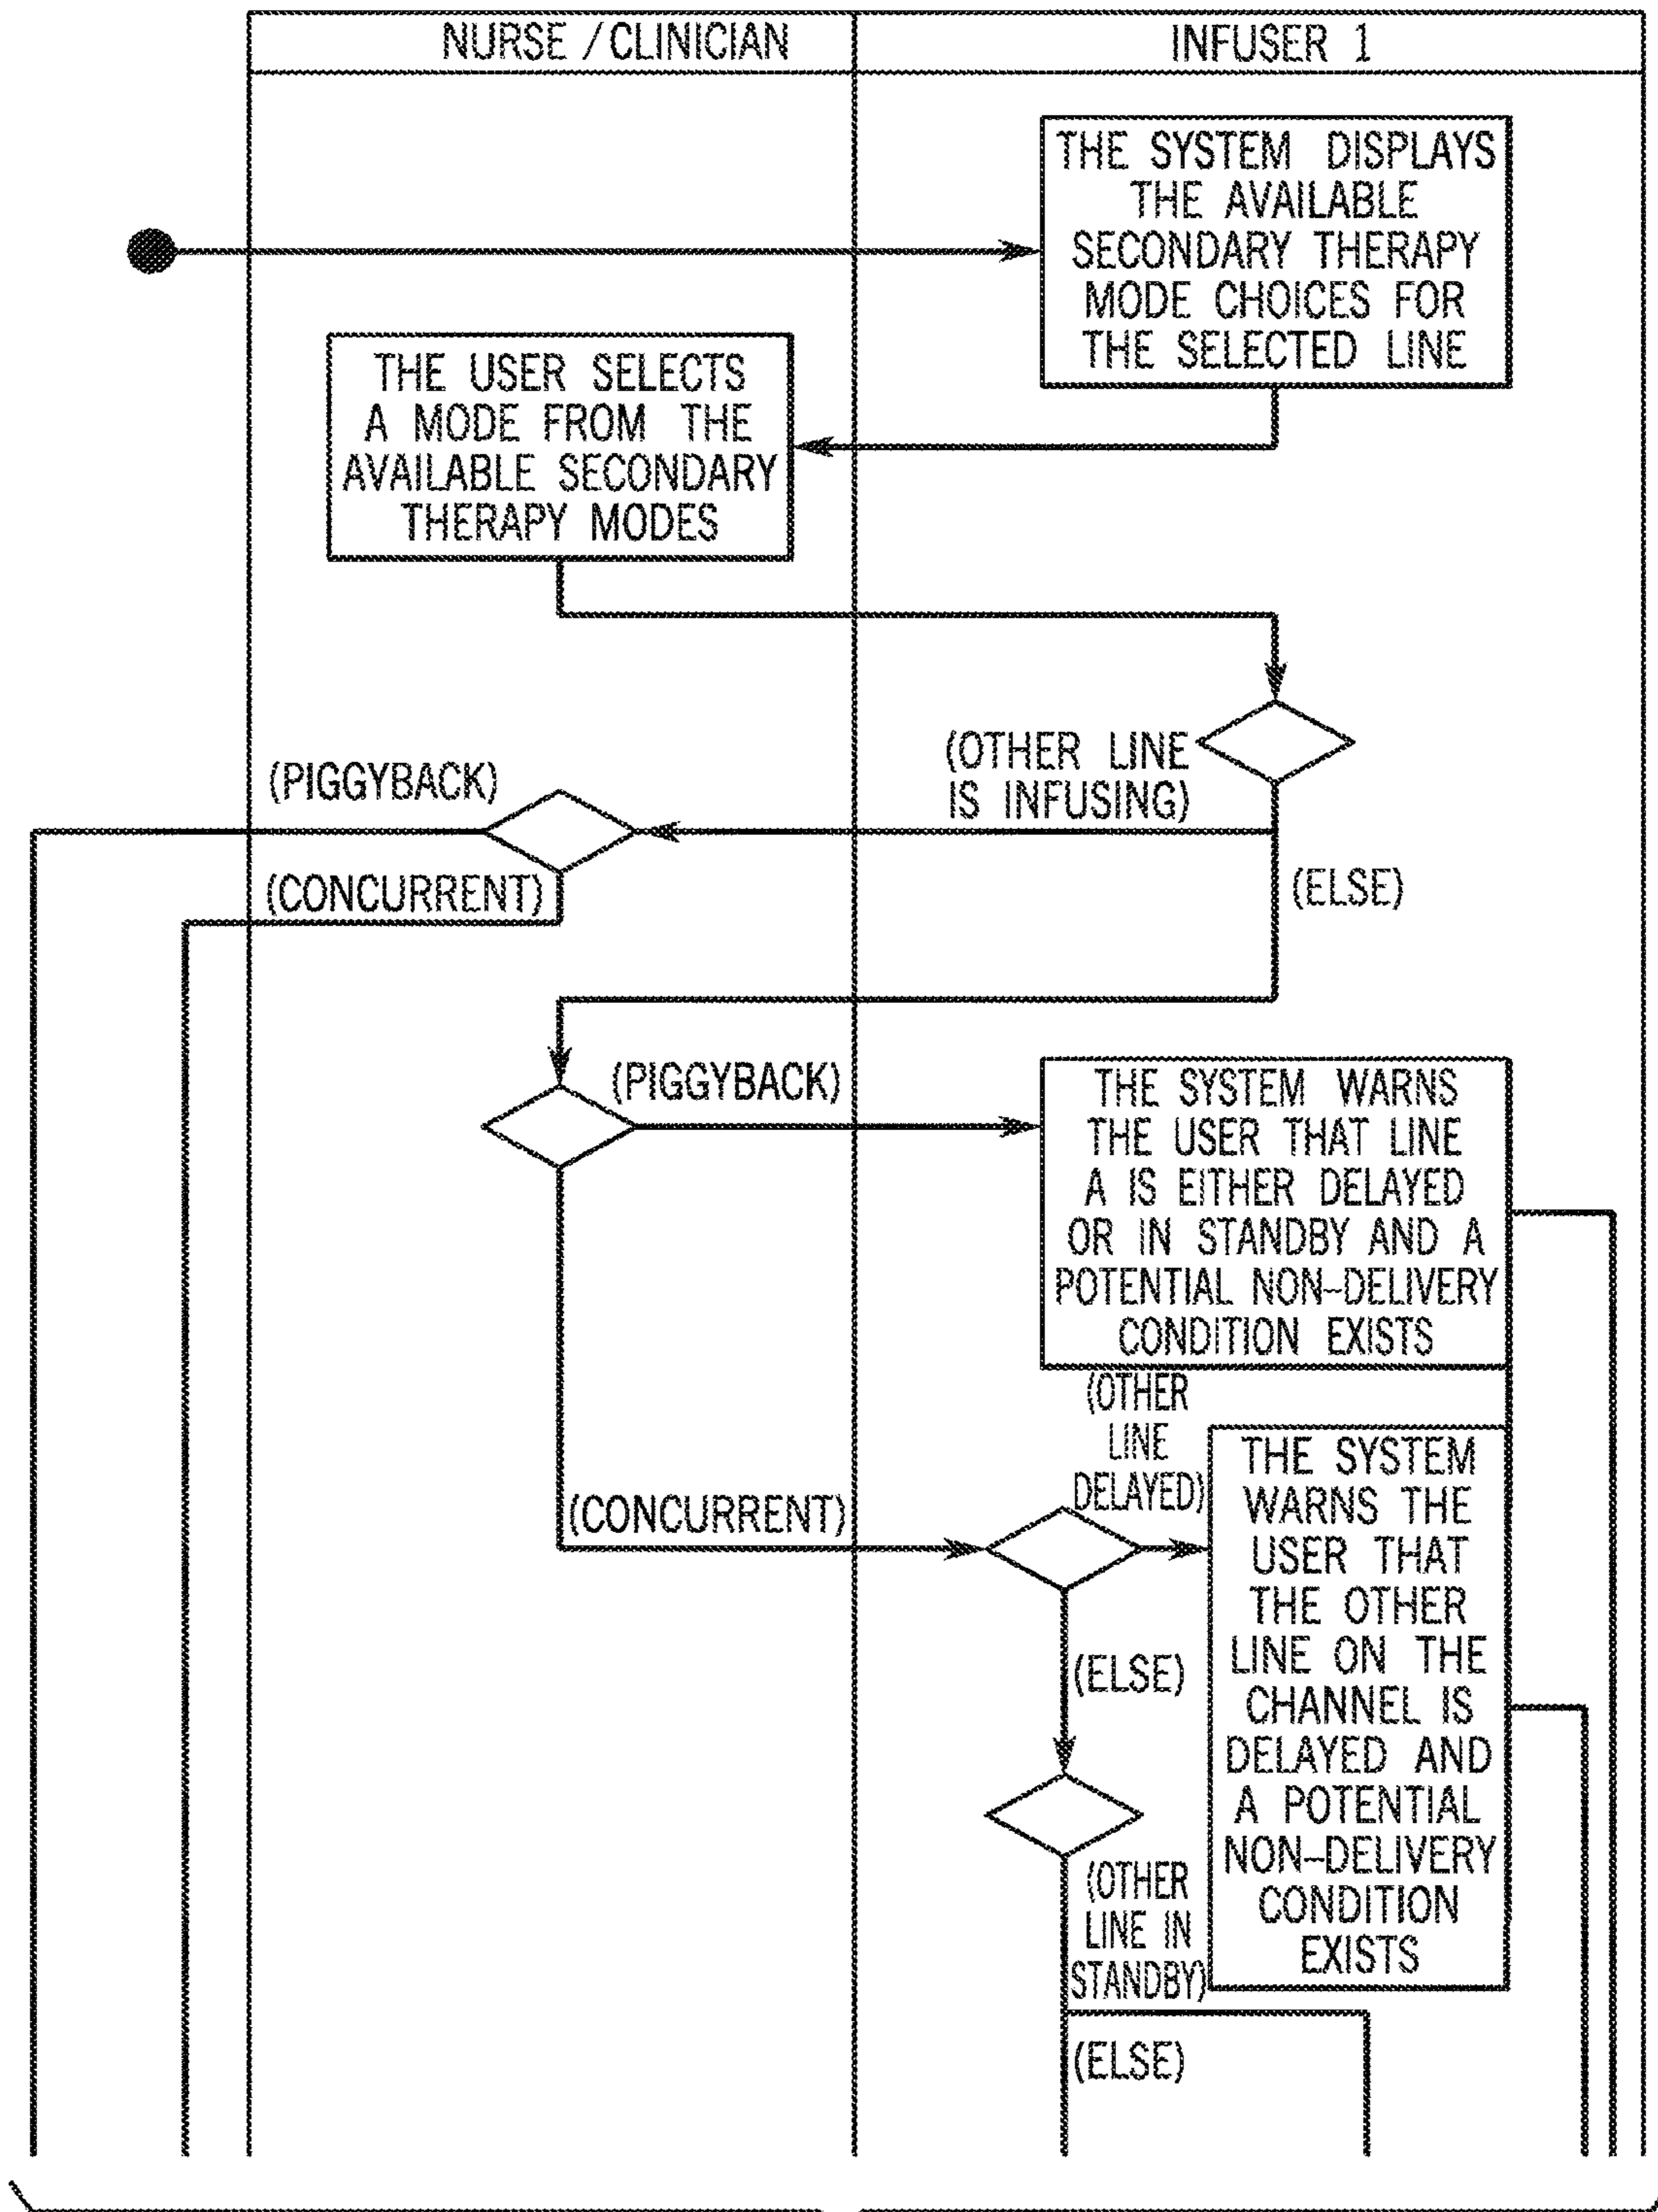 NURSE / CLINICIAN
INFUSER 1
THE SYSTEM DISPLAYS
THE AVAILABLE
SECONDARY THERAPY
MODE CHOICES FOR
THE SELECTED LINE
THE USER SELECTS
A MODE FROM THE
AVAILABLE SECONDARY
THERAPY MODES
(OTHER LINE
IS INFUSING)
(PIGGYBACK)
(CONCURRENT)
(ELSE)
(PIGGYBACK)
THE SYSTEM WARNS
THE USER THAT LINE
A IS EITHER DELAYED
OR IN STANDBY AND A
POTENTIAL NON-DELIVERY
CONDITION EXISTS
(OTHER
LINE
DELAYED)
(CONCURRENT)
THE SYSTEM
WARNS THE
USER THAT
THE OTHER
LINE ON THE
CHANNEL IS
DELAYED AND
A POTENTIAL
NON-DELIVERY
CONDITION
EXISTS
(ELSE)
(OTHER
LINE IN
STANDBY)
(ELSE)